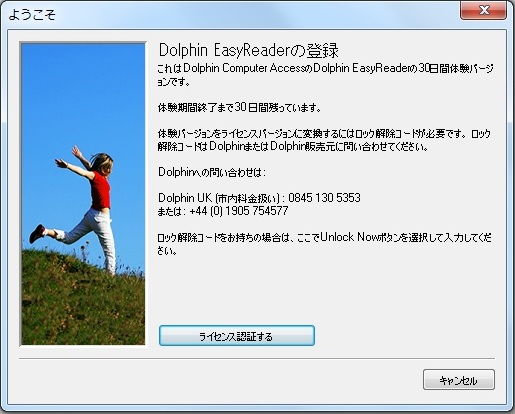 ようこそ
Dolphin EasyReaderの登録
これはDolphin Computer AccessのDolphin EasyReaderの30日間体験バージ
ョンです。
体験期間終了まで30日間残っています。
体験バージョンをライセンスバージョンに変換するにはロック解除コードが必要です。ロック
解除コードはDolphinまたはDolphin販売元に問い合わせてください。
Dolphinへの問い合わせは:
Dolphin UK (市内料金扱い) : 0845 130 5353
または: +44 (0) 1905 754577
ロック解除コードをお持ちの場合は、ここでUnlock Nowボタンを選択して入力してくだ
さい。
ライセンス認証する
キャンセル